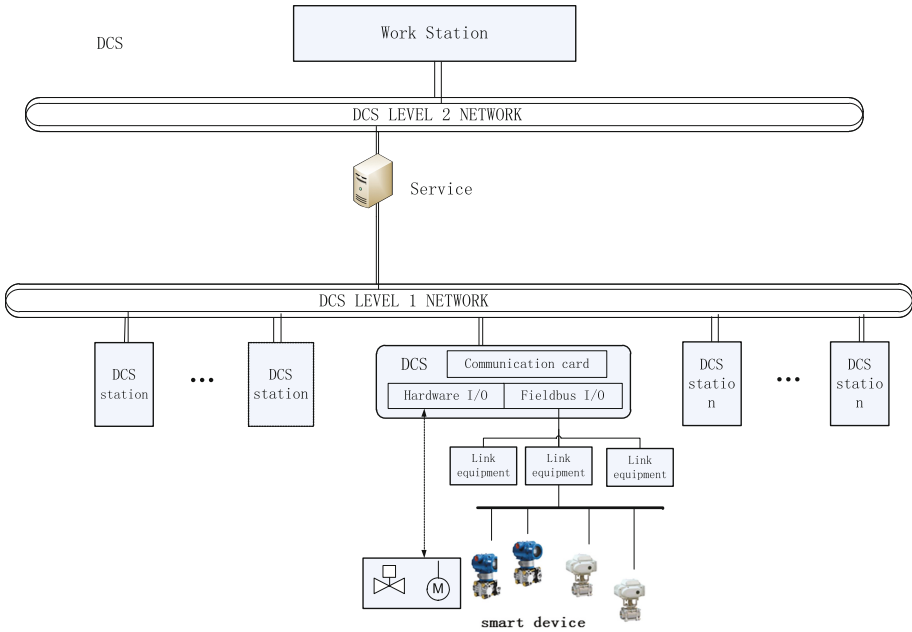 Work Station
DCS
DCS LEVEL 2 NETWORK
Service
DCS LEVEL 1 NETWORK
DCS
station
...
DCS
station
DCS
Communication card
Hardware I/O
Fieldbus I/O
DCS
statio
n
...
DCS
statio
n
Link
equipment
Link
equipment
Link
equipment
M
smart device